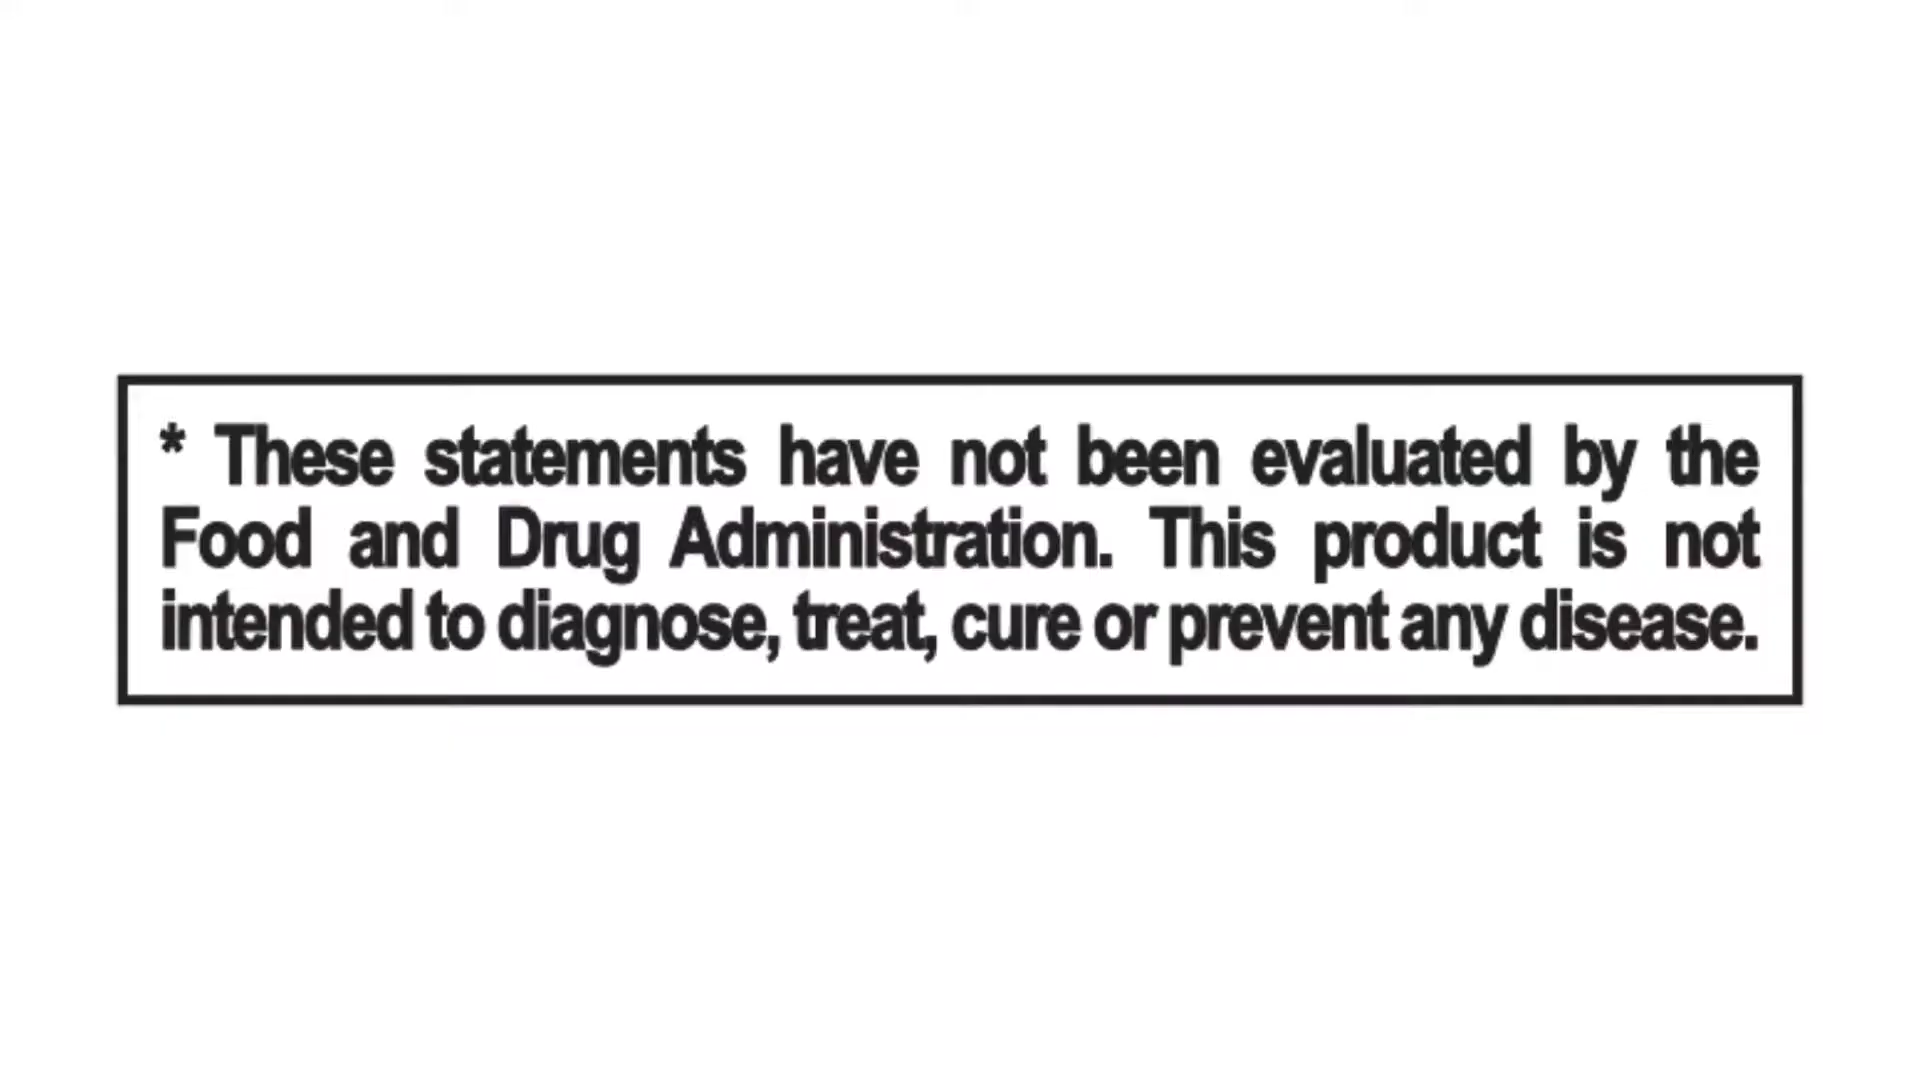 * These statements have not been evaluated by the
Food and Drug Administration. This product is not
intended to diagnose, treat, cure or prevent any disease.